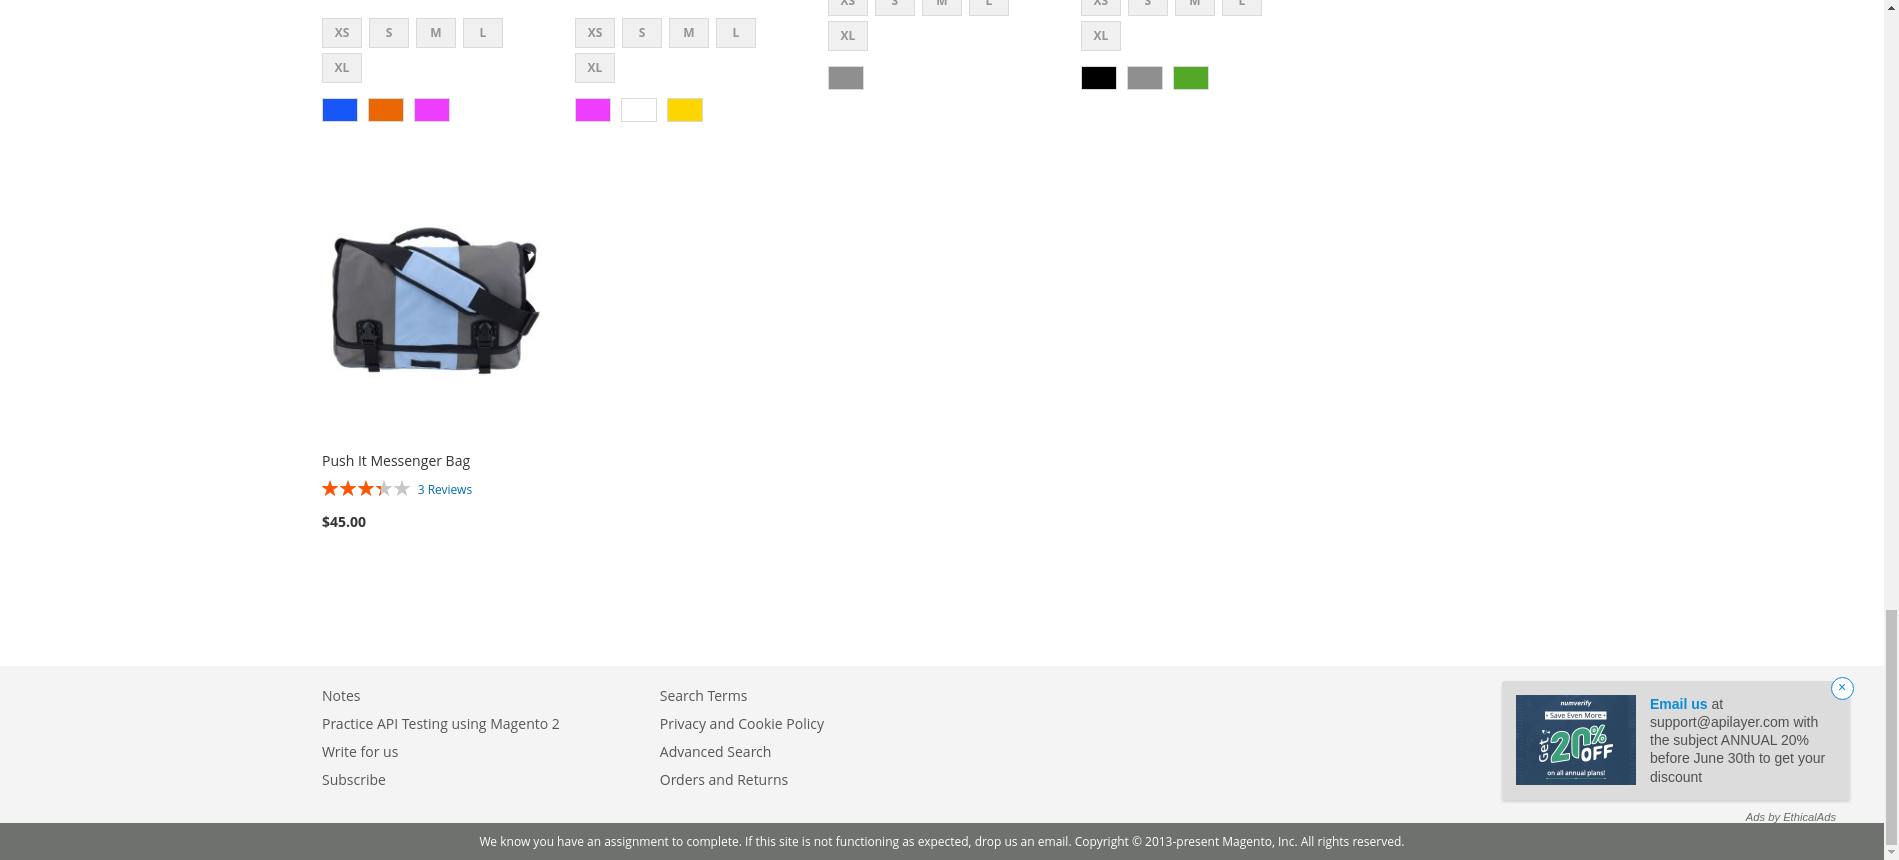 XS S M L
XS S M L
XS S M L
XS S M L
XL
XL
XL
XL
Push It Messenger Bag
3 Reviews
$45.00
Notes
Practice API Testing using Magento 2
Write for us
Subscribe
Search Terms
Privacy and Cookie Policy
Advanced Search
Orders and Returns
numverify
• Save Even More •
Get
20%
OFF
on all annual plans!
Email us at
support@apilayer.com with
the subject ANNUAL 20%
before June 30th to get your
discount
×
Ads by EthicalAds
We know you have an assignment to complete. If this site is not functioning as expected, drop us an email. Copyright © 2013-present Magento, Inc. All rights reserved.